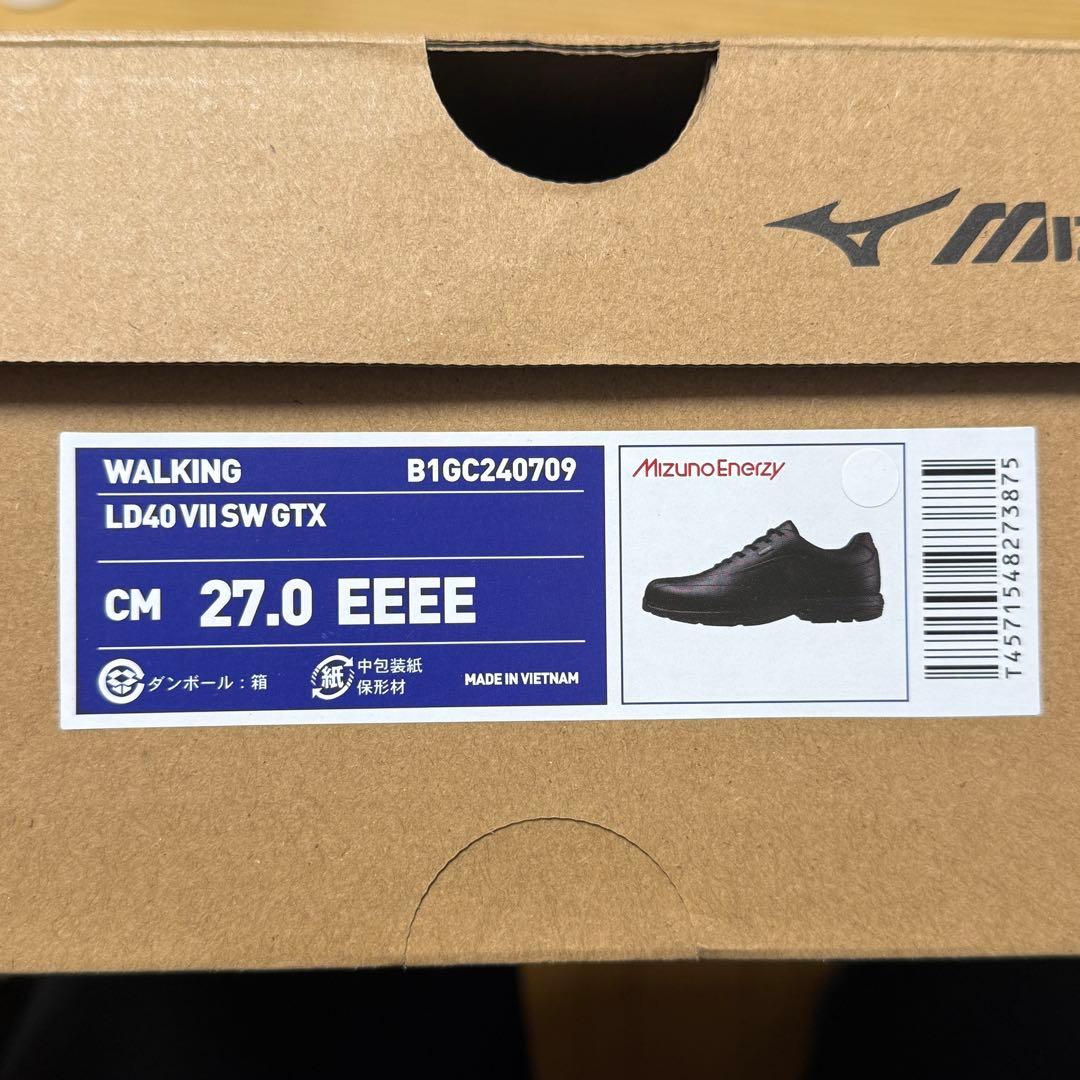 WALKING B1GC240709
LD40 VII SW GTX
CM 27.0 EEEE
ダンボール：箱
紙
中包装紙
保形材
MADE IN VIETNAM
MizunoEnerzy
T4571548273875